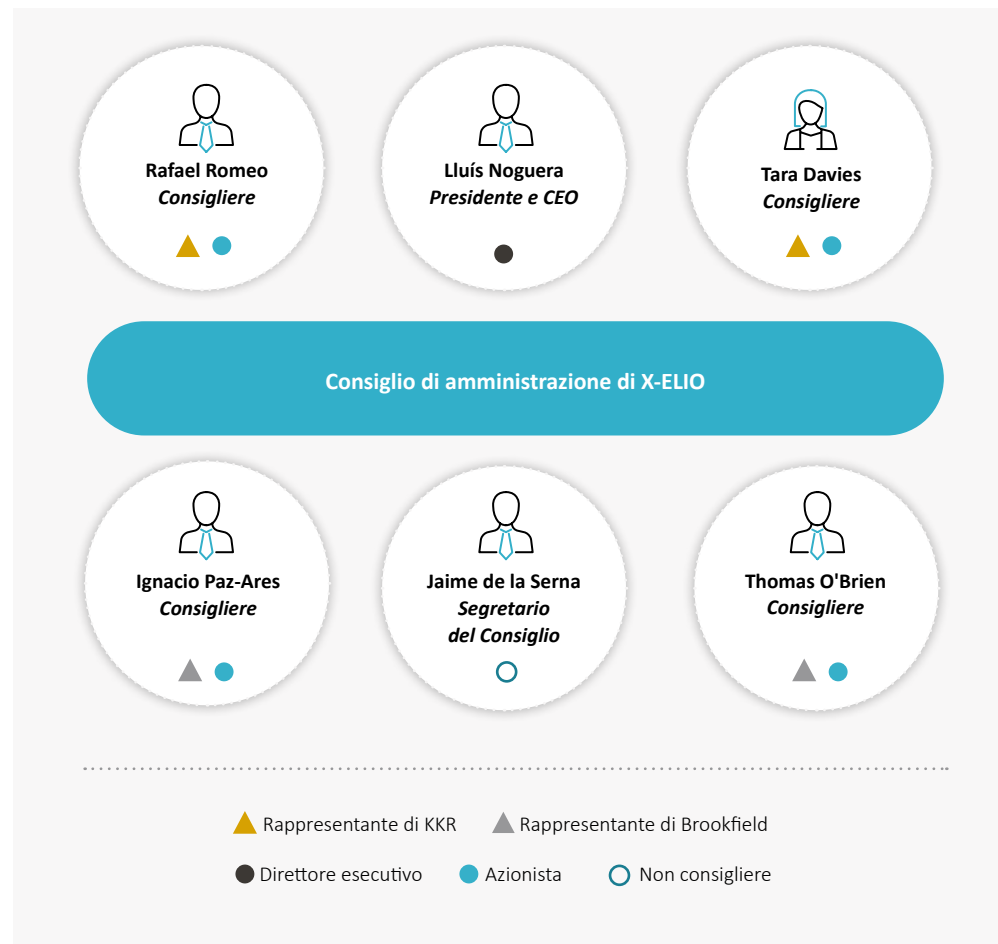 Rafael Romeo
Consigliere
Lluís Noguera
Presidente e CEO
Tara Davies
Consigliere
Consiglio di amministrazione di X-ELIO
Ignacio Paz-Ares
Consigliere
Jaime de la Serna
Segretario
del Consiglio
Thomas O'Brien
Consigliere
Rappresentante di KKR
Rappresentante di Brookfield
Direttore esecutivo
Azionista
Non consigliere